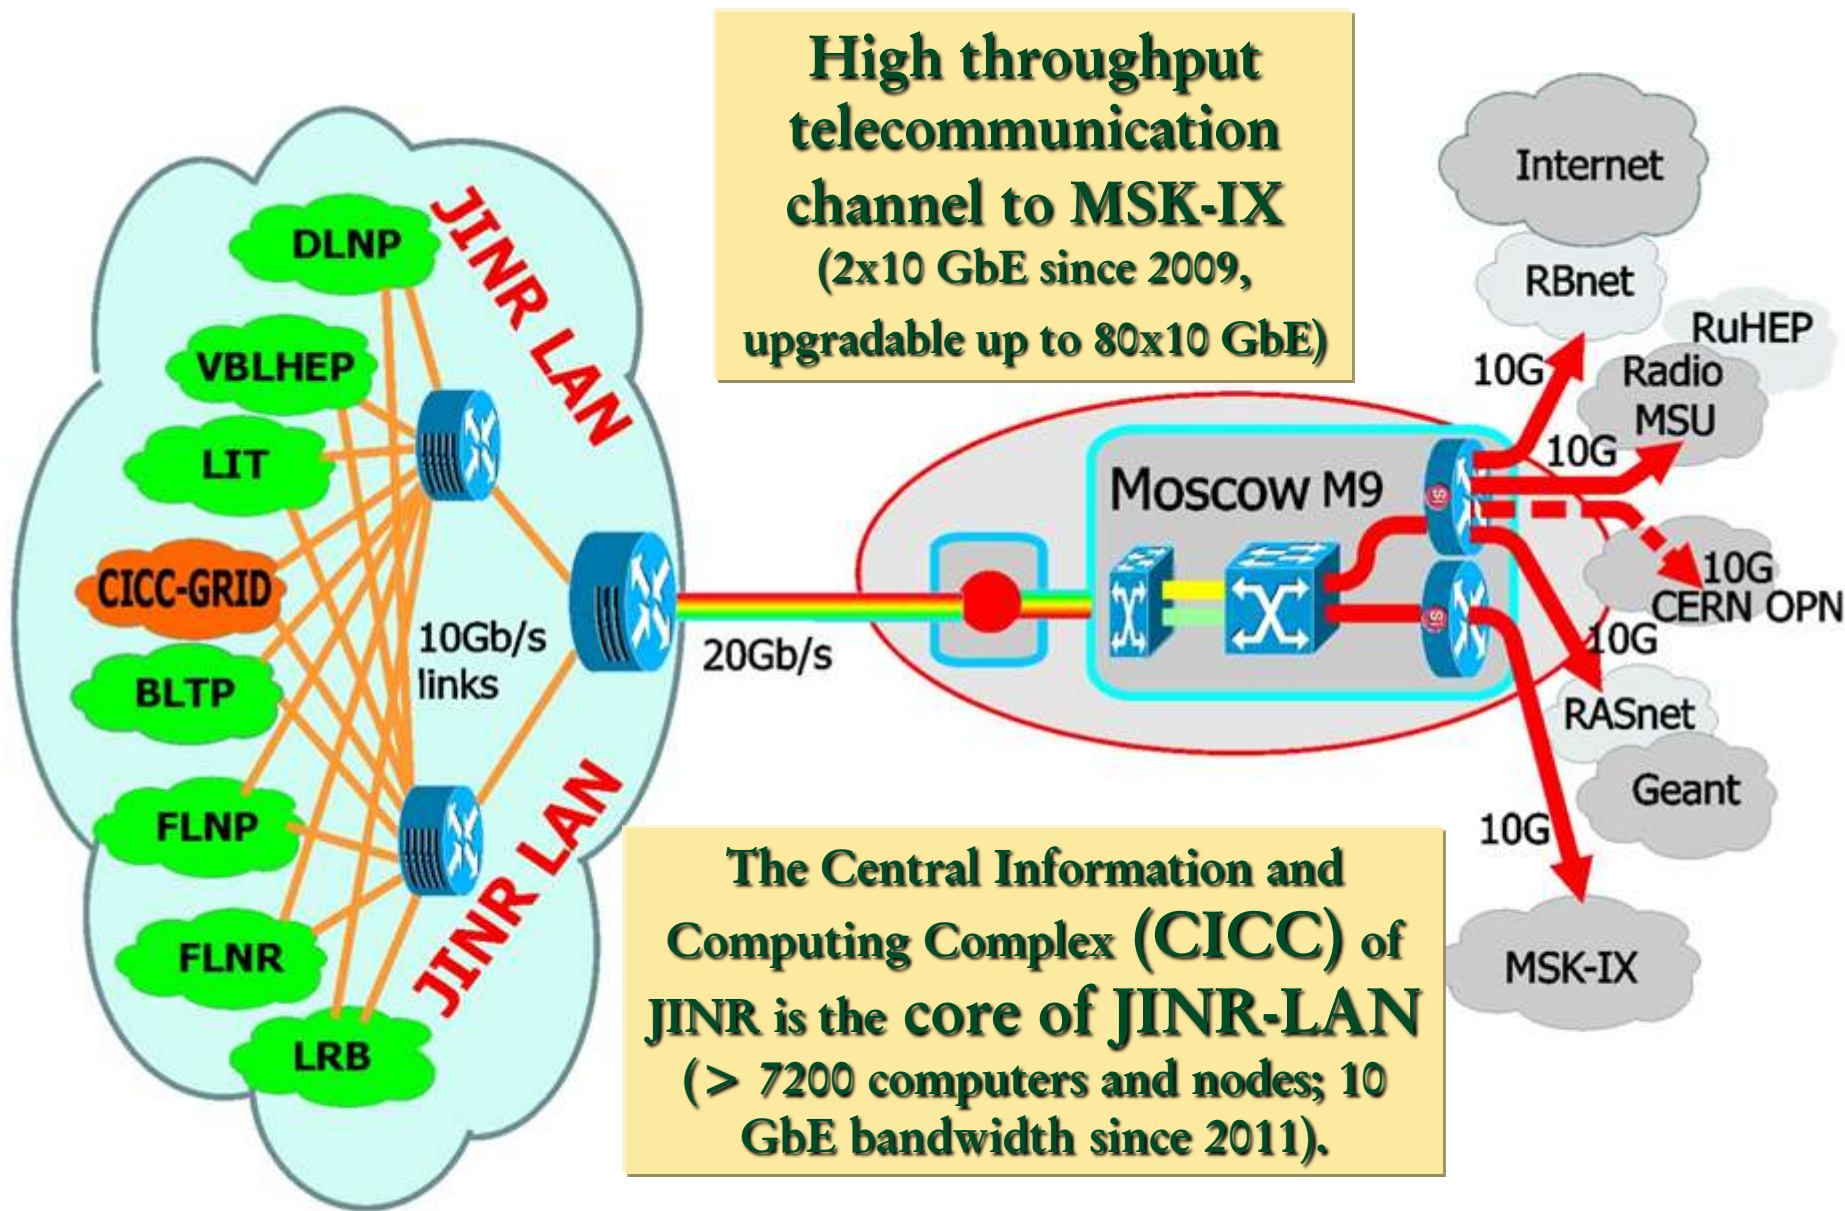 High throughput
telecommunication
channel to MSK-IX
(2x10 GbE since 2009,
upgradable up to 80x10 GbE)
JINR LAN
DLNP
VBLHEP
LIT
CICC-GRID
BLTP
FLNP
FLNR
LRB
10Gb/s
links
JINR LAN
20Gb/s
Moscow M9
Internet
RBnet
RuHEP
10G
Radio
MSU
10G
10G
CERN OPN
10G
RASnet
Geant
10G
MSK-IX
The Central Information and
Computing Complex (CICC) of
JINR is the core of JINR-LAN
(> 7200 computers and nodes; 10
GbE bandwidth since 2011).